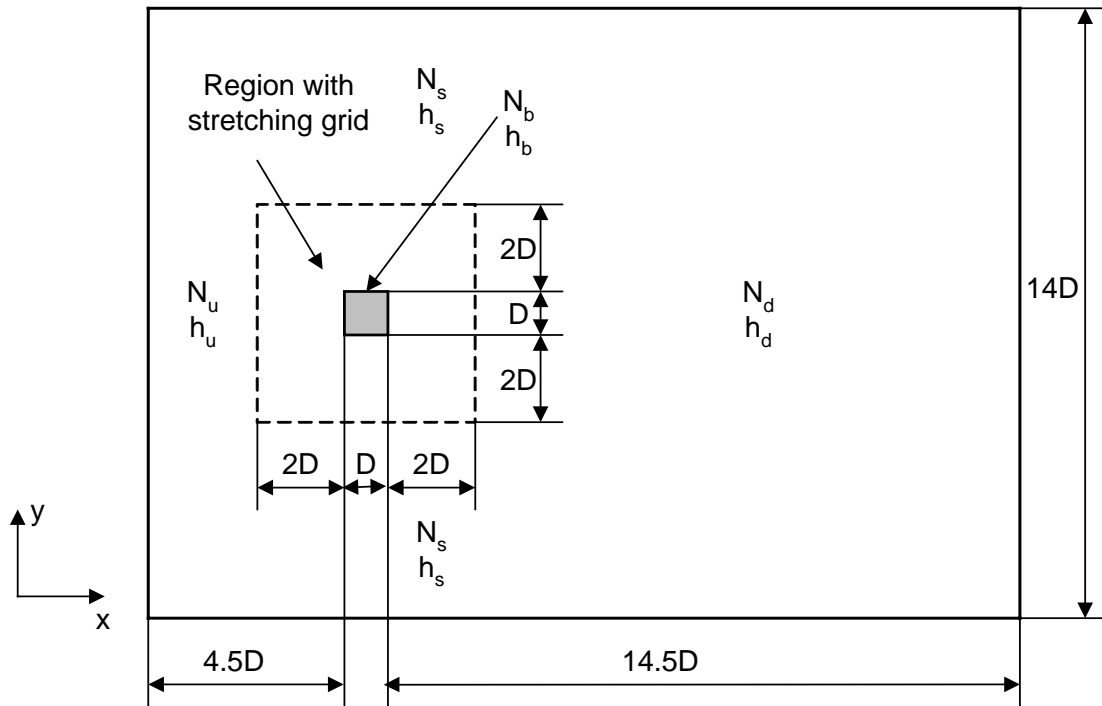 Region with
stretching grid
N_s
h_s
N_b
h_b
2D
N_u
h_u
D
N_d
h_d
14D
2D
2D
D
2D
N_s
h_s
y
x
4.5D
14.5D